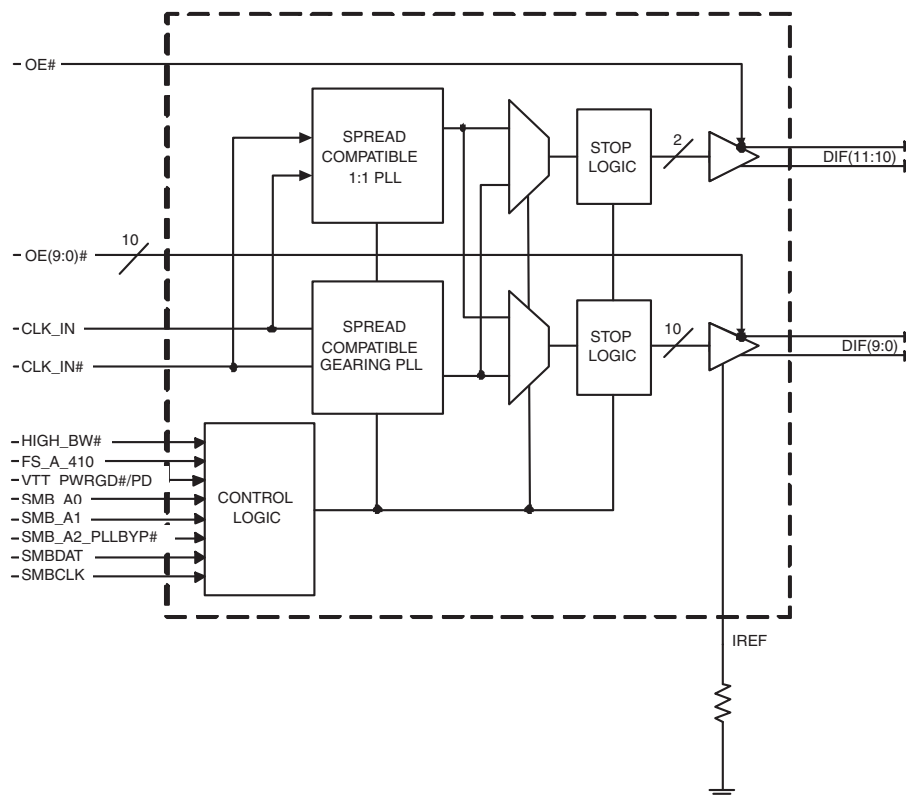 OE#
SPREAD
COMPATIBLE
1:1 PLL
STOP
LOGIC
2
DIF(11:10)
10
OE(9:0)#
CLK_IN
CLK_IN#
SPREAD
COMPATIBLE
GEARING PLL
STOP
LOGIC
10
DIF(9:0)
HIGH_BW#
FS_A_410
VTT_PWRGD#/PD
SMB_A0
SMB_A1
SMB_A2_PLLBYP#
SMBDAT
SMBCLK
CONTROL
LOGIC
IREF